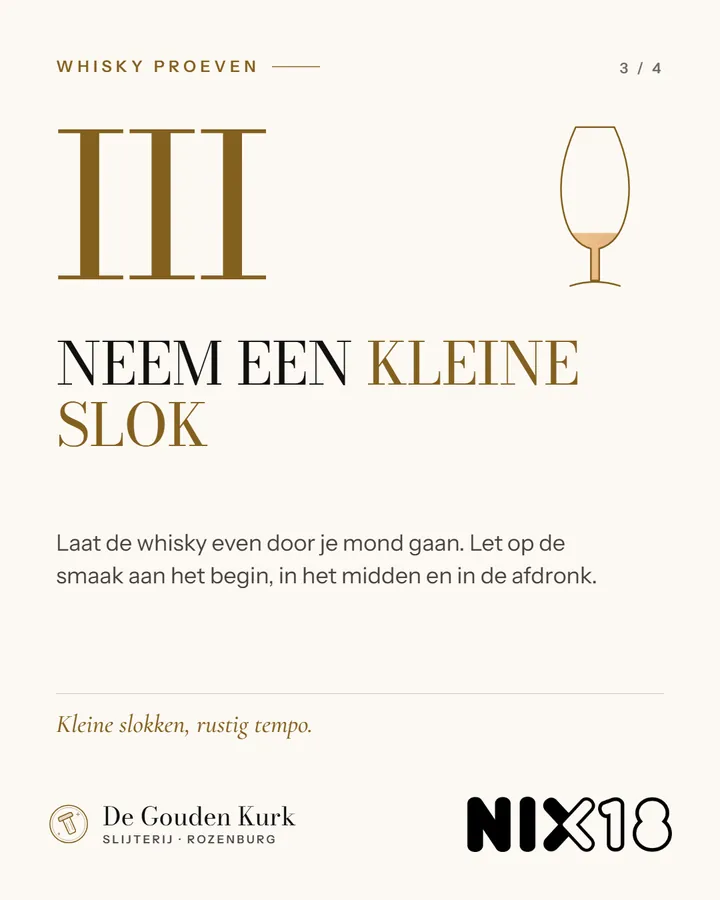 WHISKY PROEVEN
3 / 4
III
NEEM EEN KLEINE
SLOK
Laat de whisky even door je mond gaan. Let op de
smaak aan het begin, in het midden en in de afdronk.
Kleine slokken, rustig tempo.
De Gouden Kurk
SLIJTERIJ · ROZENBURG
NIX18